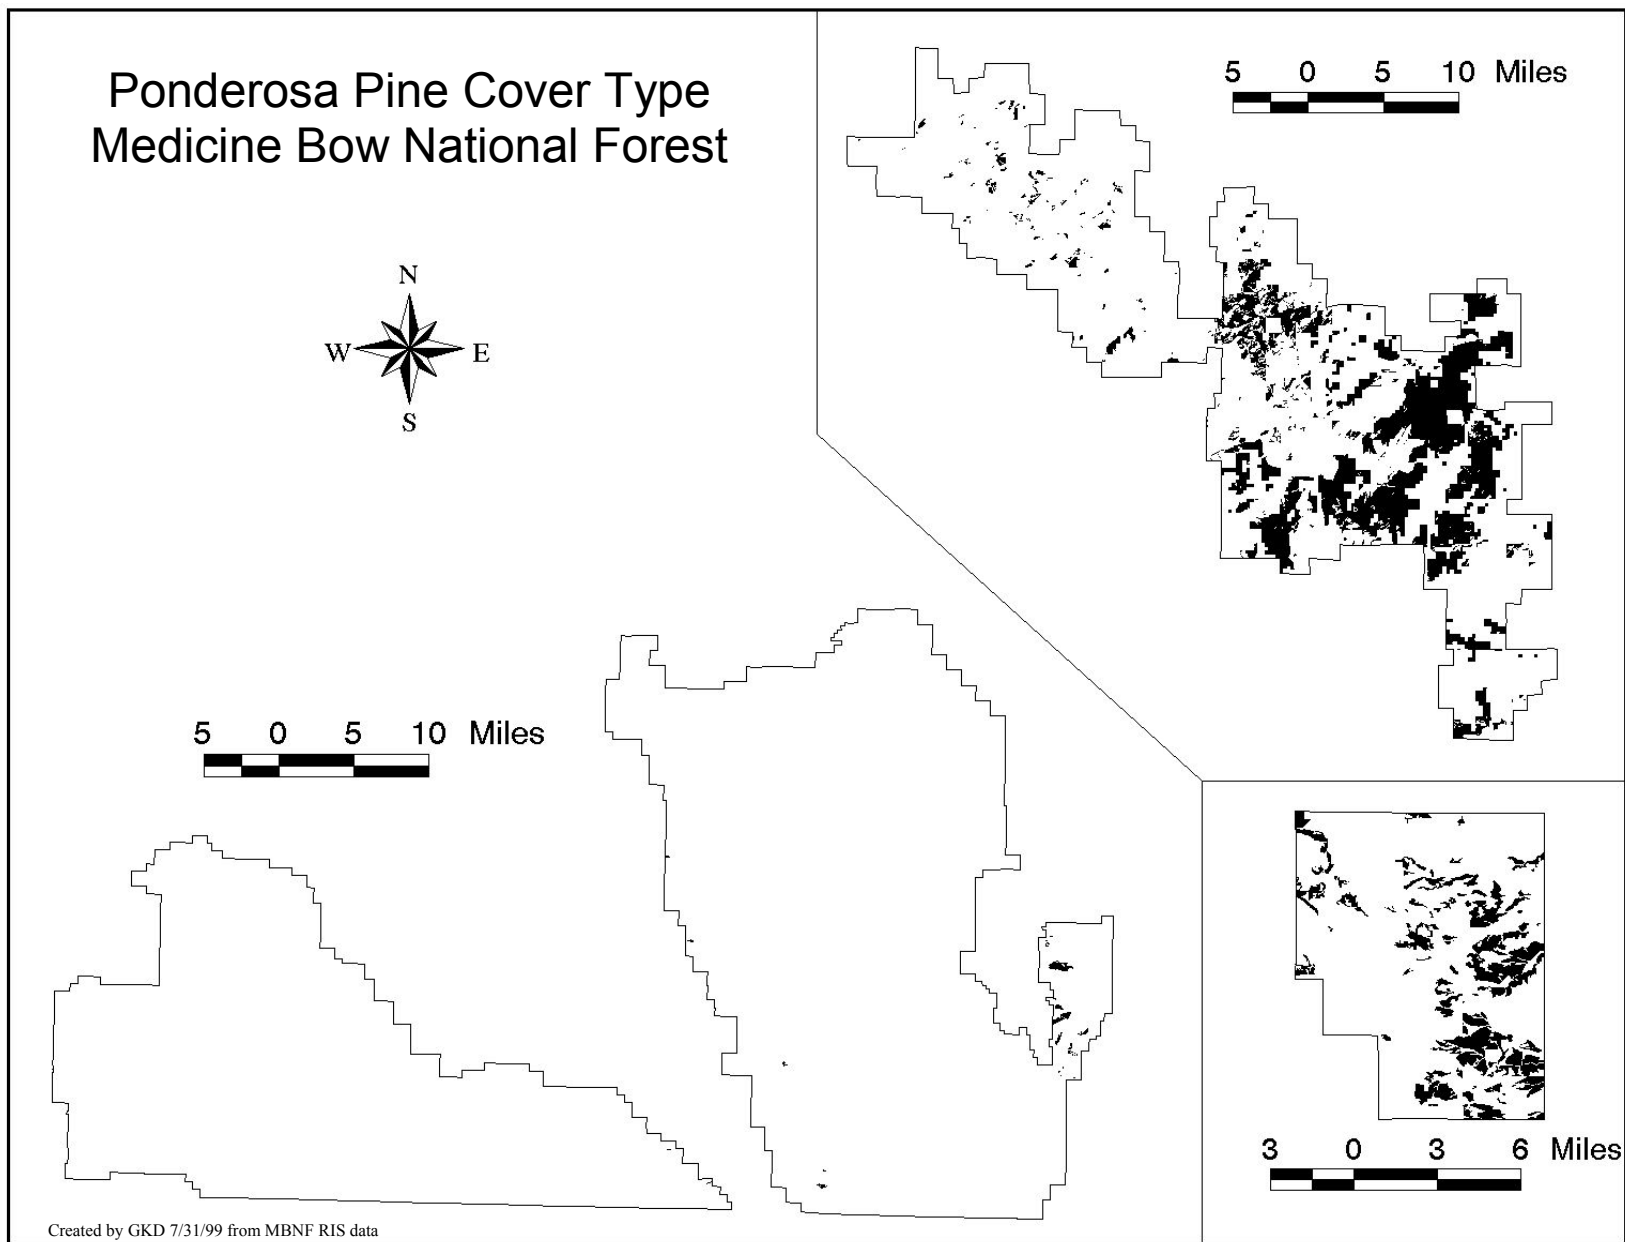 Ponderosa Pine Cover Type
Medicine Bow National Forest
5 0 5 10 Miles
N
W E
S
5 0 5 10 Miles
3 0 3 6 Miles
Created by GKD 7/31/99 from MBNF RIS data